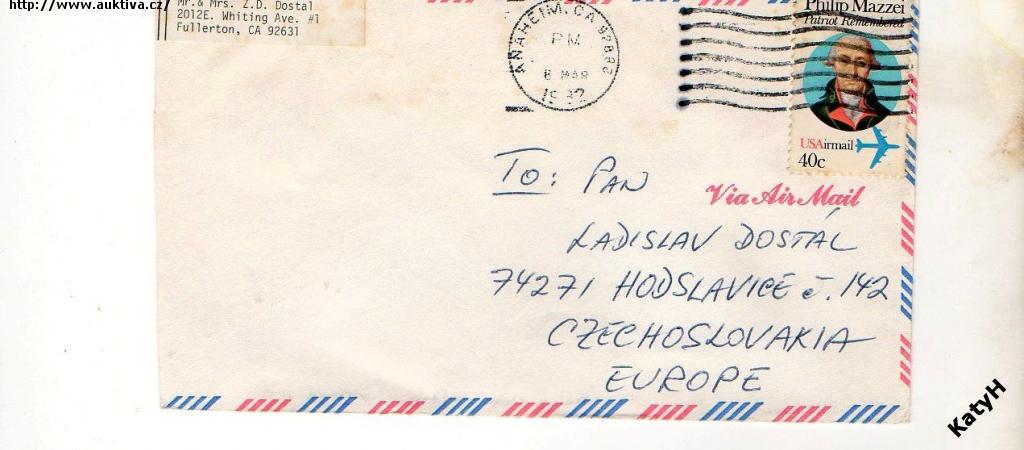 http://www.auktiva.cz/
Mr.& Mrs. Z.D. Dostal
2012E. Whiting Ave. #1
Fullerton, CA 92631
ANAHEIM, CA
PM
8 MAR
Philip Mazzei
Patriot Remembered
USAirmail
40c
Via Air Mail
TO: PAN
LADISLAV DOSTÁL
74271 HODSLAVICE č. 142
CZECHOSLOVAKIA
EUROPE
KatyH